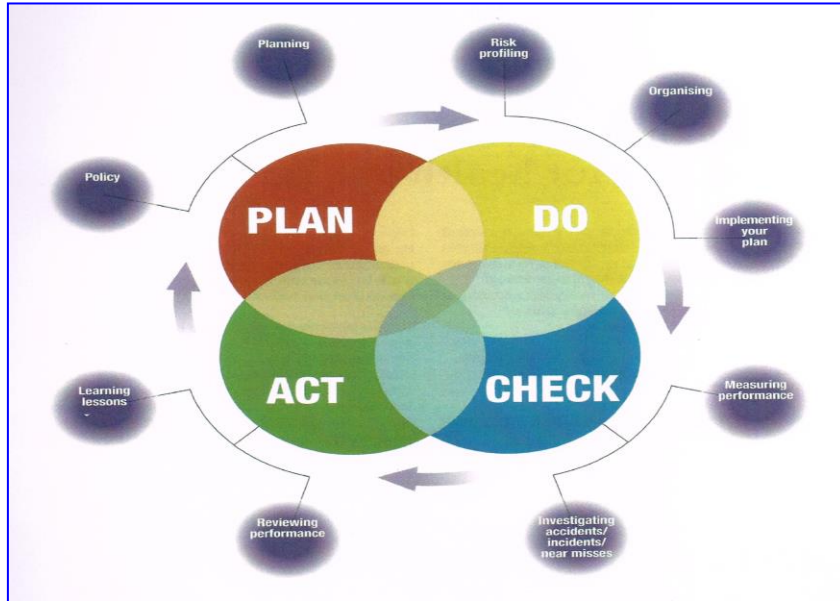 Planning
Risk
profiling
Organising
Policy
PLAN
DO
Implementing
your
plan
Learning
lessons
ACT
CHECK
Measuring
performance
Reviewing
performance
Investigating
accidents/
incidents/
near misses